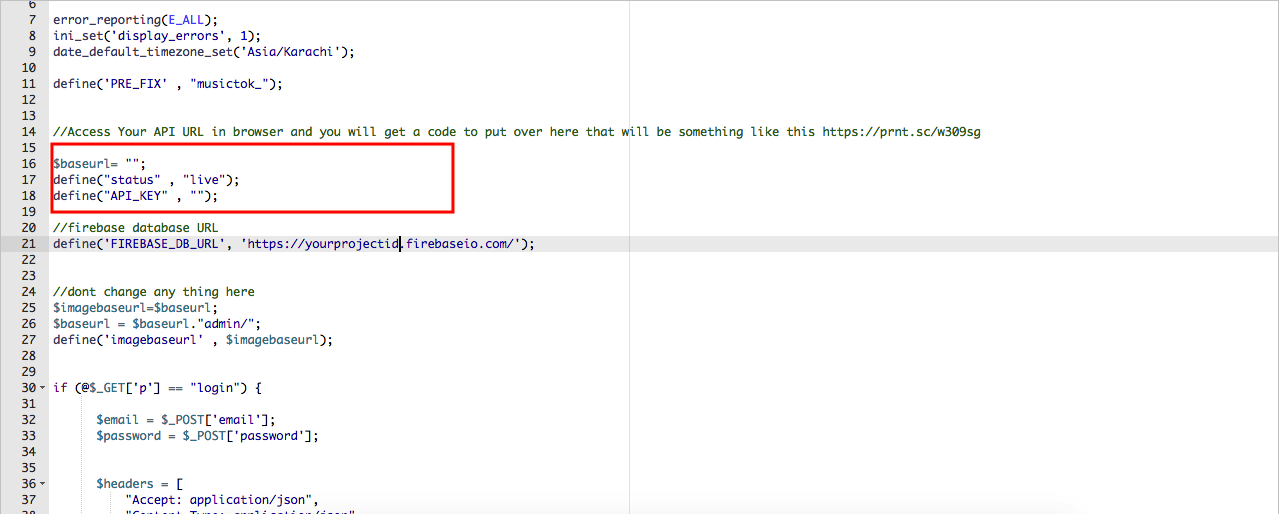 6
7 error_reporting(E_ALL);
8 ini_set('display_errors', 1);
9 date_default_timezone_set('Asia/Karachi');
10
11 define('PRE_FIX' , "musictok_");
12
13
14 //Access Your API URL in browser and you will get a code to put over here that will be something like this https://prnt.sc/w309sg
15
16 $baseurl= "";
17 define("status" , "live");
18 define("API_KEY" , "");
19
20 //firebase database URL
21 define('FIREBASE_DB_URL', 'https://yourprojectid.firebaseio.com/');
22
23
24 //dont change any thing here
25 $imagebaseurl=$baseurl;
26 $baseurl = $baseurl."admin/";
27 define('imagebaseurl' , $imagebaseurl);
28
29
30 if (@$_GET['p'] == "login") {
31
32 $email = $_POST['email'];
33 $password = $_POST['password'];
34
35
36 $headers = [
37 "Accept: application/json",
38 "Content-Type: application/json"